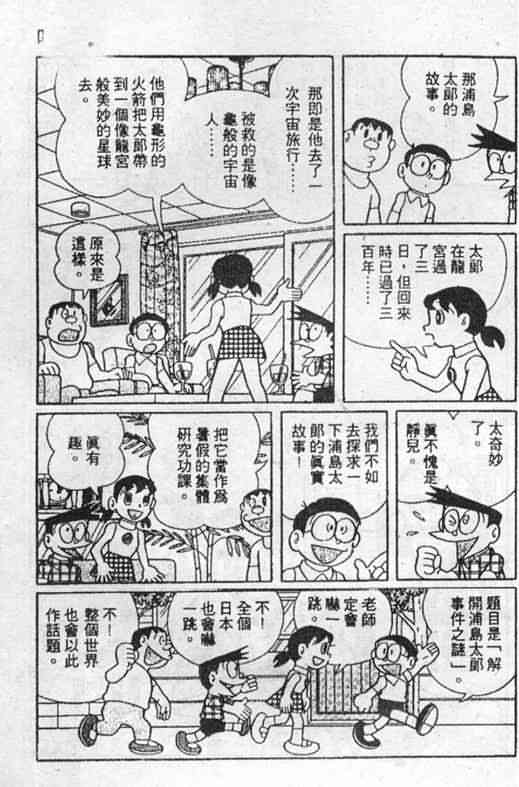 那浦島
太郎的
故事。
那即是他去了一
次宇宙旅行……
被救的是像
龜般的宇宙
人……
他們用龜形的
火箭把太郎帶
到一個像龍宮
般美妙的星球
去。
原來是
這樣。
太郎
在龍
宮過
了三
日，但回來
時已過了三
百年……
太奇妙
了。
眞不愧是
靜兒。
我們不如
去探求一
下浦島太
郎的眞實
故事！
把它當作爲
暑假的集體
研究功課。
眞有
趣。
題目是「解
開浦島太郎
事件之謎」。
老師
一定會
嚇一
跳。
不！
全個
日本
也會嚇
一跳。
不！
整個世界
也會以此
作話題。